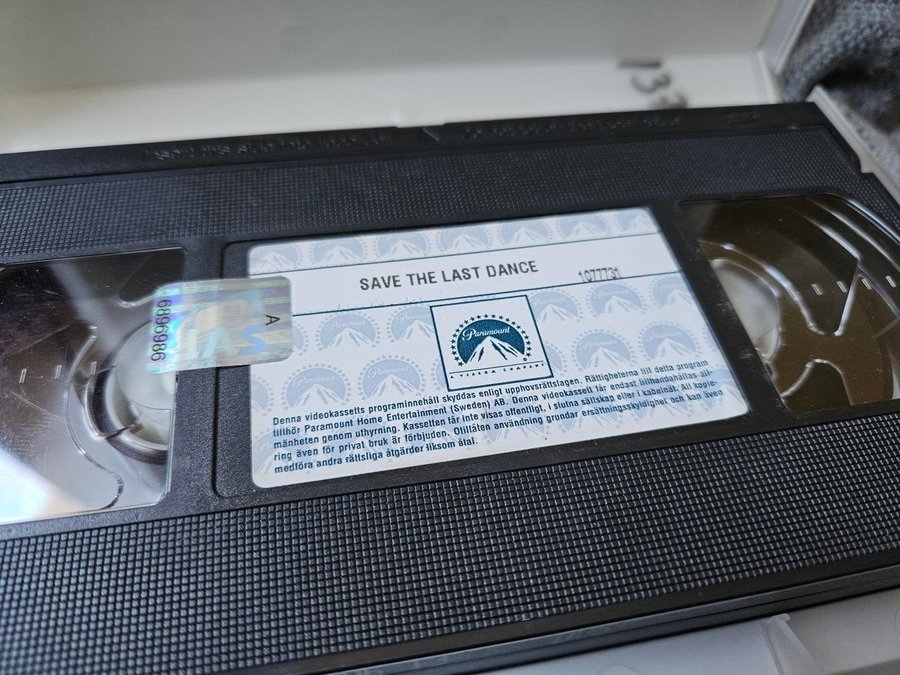 133
SAVE THE LAST DANCE
1077731
6896986
A
S
Paramount
A VIACOM COMPANY
Denna videokassetts programinnehåll skyddas enligt upphovsrättslagen. Rättigheterna till detta program
tillhör Paramount Home Entertainment (Sweden) AB. Denna videokassett får endast tillhandahållas all-
mänheten genom uthyrning. Kassetten får inte visas offentligt, i slutna sällskap eller i kabelnät. All kopie-
ring även för privat bruk är förbjuden. Otillåten användning grundar ersättningsskyldighet och kan även
medföra andra rättsliga åtgärder liksom åtal.